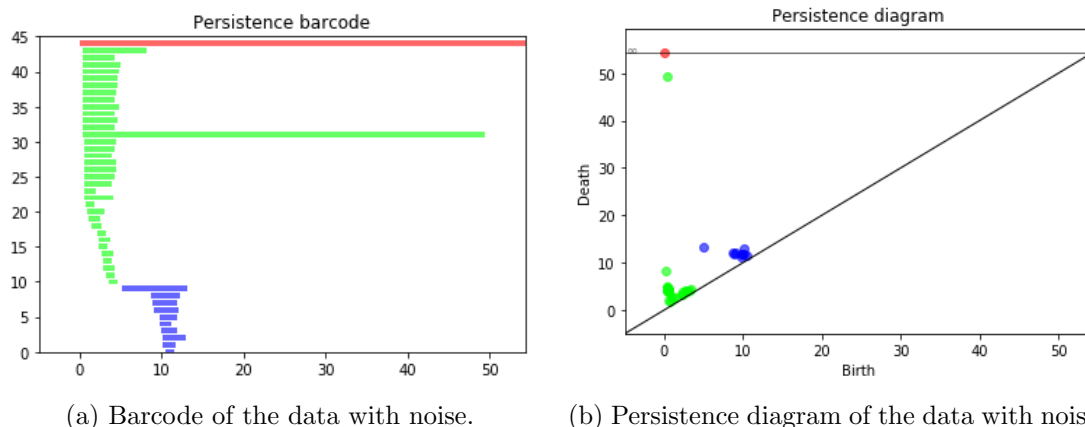 Persistence barcode
45
40
35
30
25
20
15
10
5
0
0 10 20 30 40 50
(a) Barcode of the data with noise.
Persistence diagram
∞
50
40
30
20
10
0
Death
0 10 20 30 40 50
Birth
(b) Persistence diagram of the data with